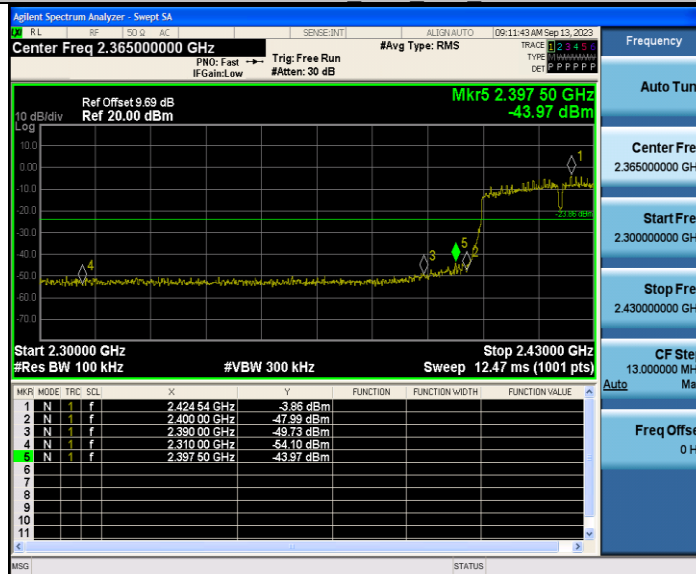 Agilent Spectrum Analyzer - Swept SA
RL RF 50 Ω AC SENSE:INT ALIGN AUTO 09:11:43 AM Sep 13, 2023
Center Freq 2.365000000 GHz
PNO: Fast
IFGain:Low
Trig: Free Run
#Atten: 30 dB
#Avg Type: RMS
TRACE 1 2 3 4 5 6
TYPE
DET P P P P P P
Ref Offset 9.69 dB
Ref 20.00 dBm
10 dB/div
Log
Mkr5 2.397 50 GHz
-43.97 dBm
10.0
0.00
-10.0
-20.0
-30.0
-40.0
-50.0
-60.0
-70.0
1
2
3
4
5
-23.86 dBm
Start 2.30000 GHz Stop 2.43000 GHz
#Res BW 100 kHz #VBW 300 kHz Sweep 12.47 ms (1001 pts)
MKR MODE TRC SCL X Y FUNCTION FUNCTION WIDTH FUNCTION VALUE
1 N 1 f 2.424 54 GHz -3.86 dBm
2 N 1 f 2.400 00 GHz -47.99 dBm
3 N 1 f 2.390 00 GHz -49.73 dBm
4 N 1 f 2.310 00 GHz -54.10 dBm
5 N 1 f 2.397 50 GHz -43.97 dBm
6
7
8
9
10
11
MSG STATUS
Frequency
Auto Tun
Center Fre
2.365000000 GH
Start Fre
2.300000000 GH
Stop Fre
2.430000000 GH
CF Ste
13.000000 MH
Auto Ma
Freq Offse
0 H